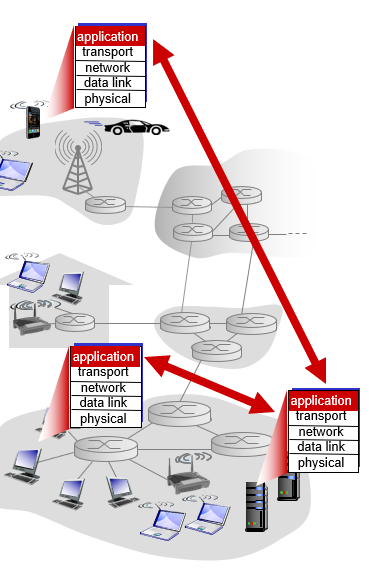 application
transport
network
data link
physical
application
transport
network
data link
physical
application
transport
network
data link
physical